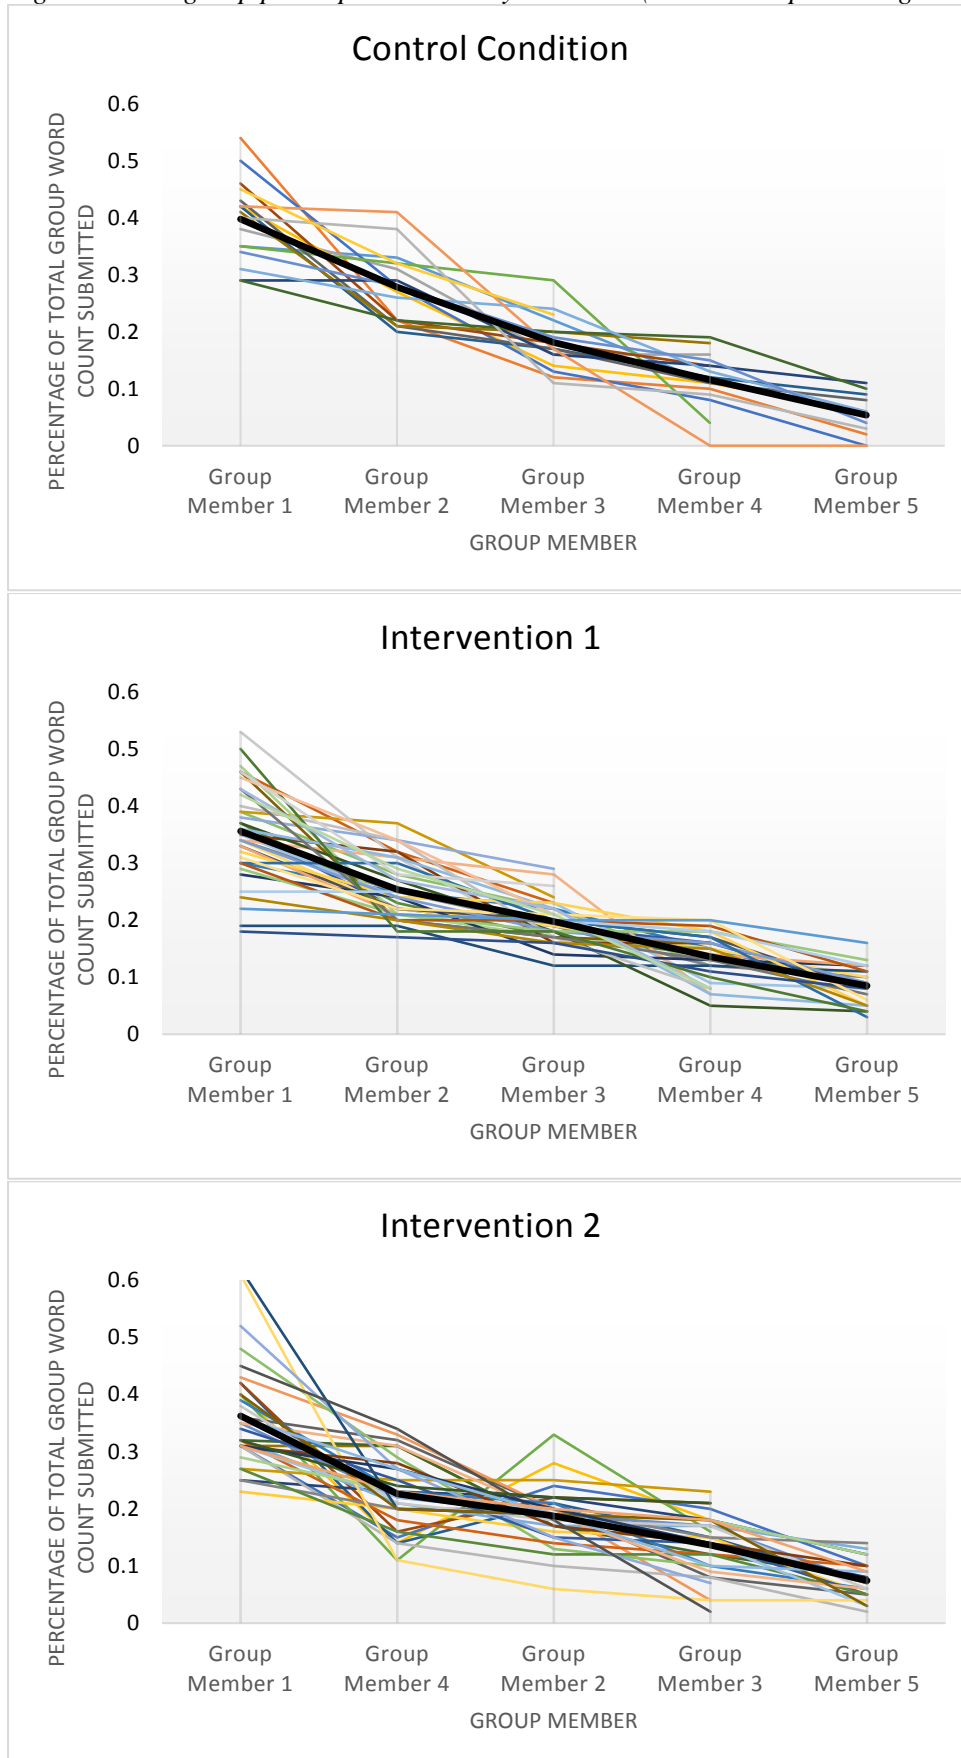 Control Condition
PERCENTAGE OF TOTAL GROUP WORD
COUNT SUBMITTED
0.6
0.5
0.4
0.3
0.2
0.1
0
Group Member 1
Group Member 2
Group Member 3
Group Member 4
Group Member 5
GROUP MEMBER
Intervention 1
PERCENTAGE OF TOTAL GROUP WORD
COUNT SUBMITTED
0.6
0.5
0.4
0.3
0.2
0.1
0
Group Member 1
Group Member 2
Group Member 3
Group Member 4
Group Member 5
GROUP MEMBER
Intervention 2
PERCENTAGE OF TOTAL GROUP WORD
COUNT SUBMITTED
0.6
0.5
0.4
0.3
0.2
0.1
0
Group Member 1
Group Member 4
Group Member 2
Group Member 3
Group Member 5
GROUP MEMBER